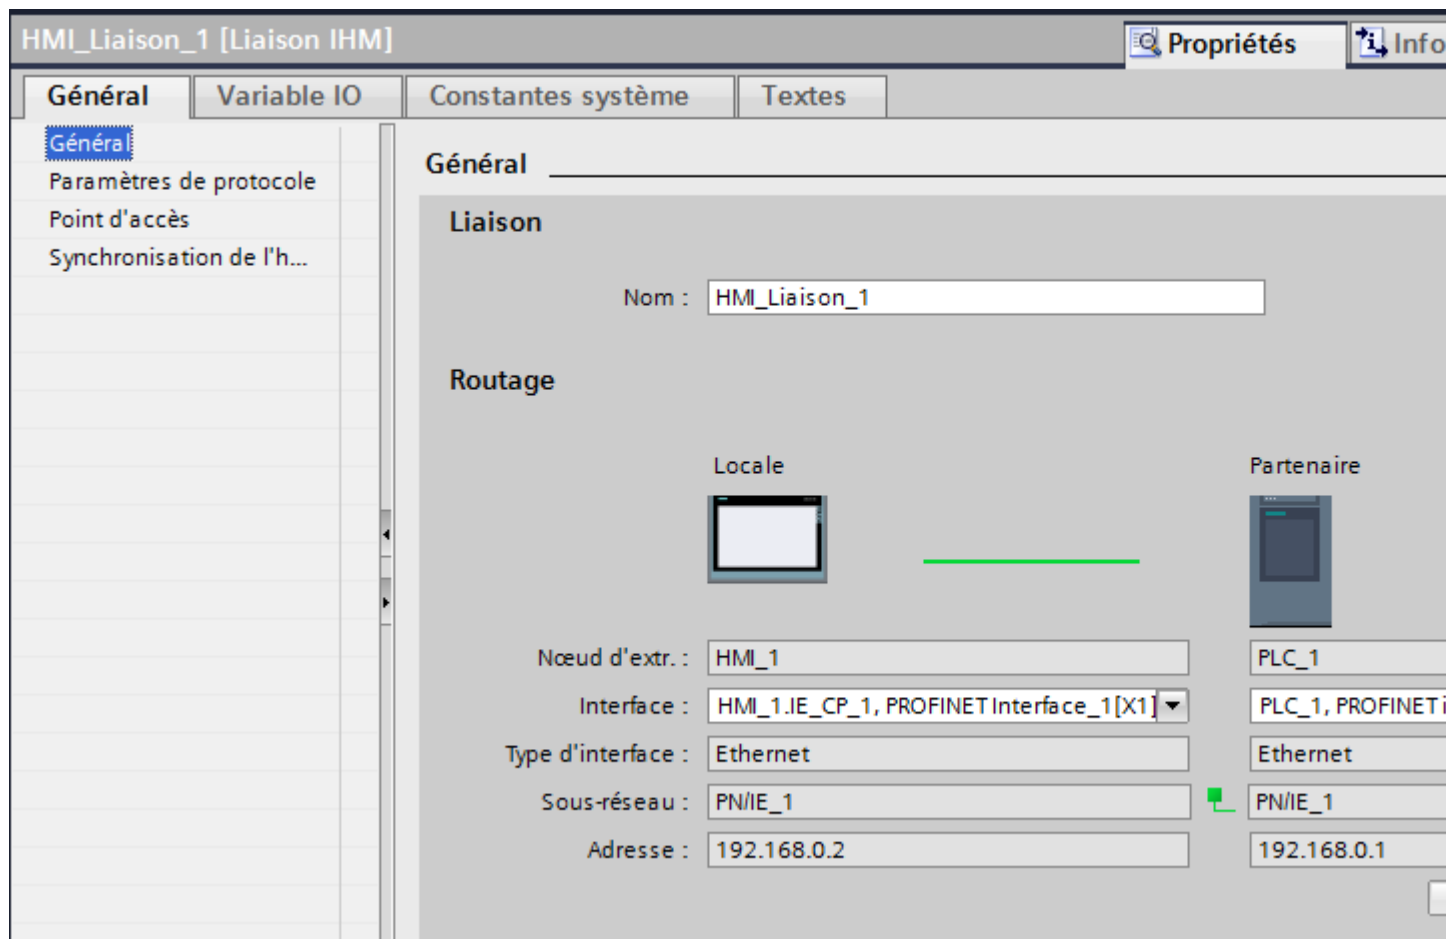 HMI_Liaison_1 [Liaison IHM]
Propriétés
Info
Général
Variable IO
Constantes système
Textes
Général
Paramètres de protocole
Point d'accès
Synchronisation de l'h...
Général
Liaison
Nom :
HMI_Liaison_1
Routage
Locale
Partenaire
Nœud d'extr. :
HMI_1
PLC_1
Interface :
HMI_1.IE_CP_1, PROFINET Interface_1[X1]
PLC_1, PROFINET i
Type d'interface :
Ethernet
Ethernet
Sous-réseau :
PN/IE_1
PN/IE_1
Adresse :
192.168.0.2
192.168.0.1